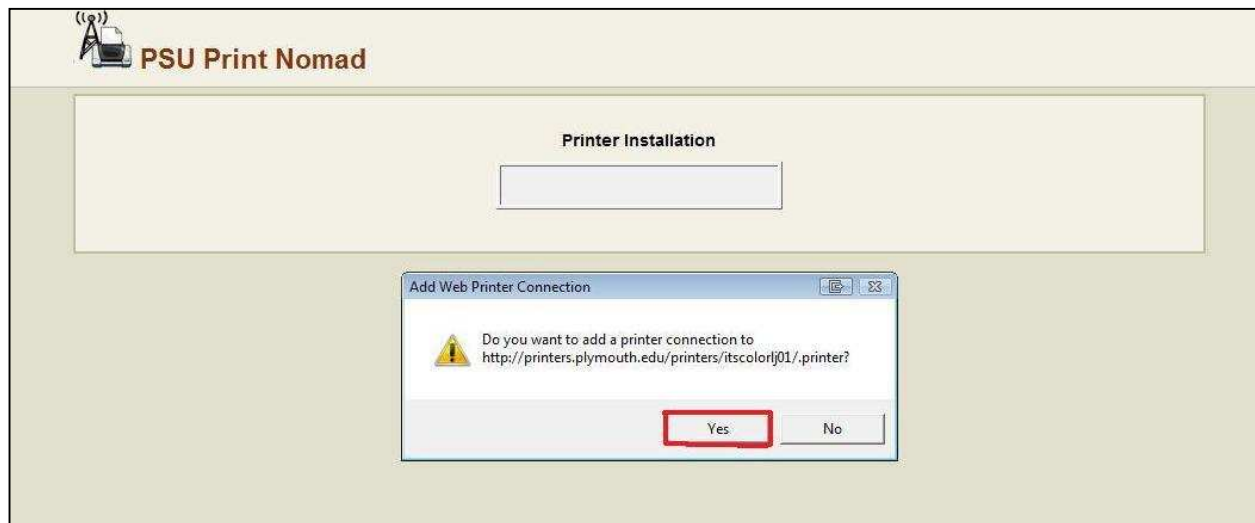 PSU Print Nomad
Printer Installation
Add Web Printer Connection
Do you want to add a printer connection to
http://printers.plymouth.edu/printers/itscolorlj01/.printer?
Yes
No